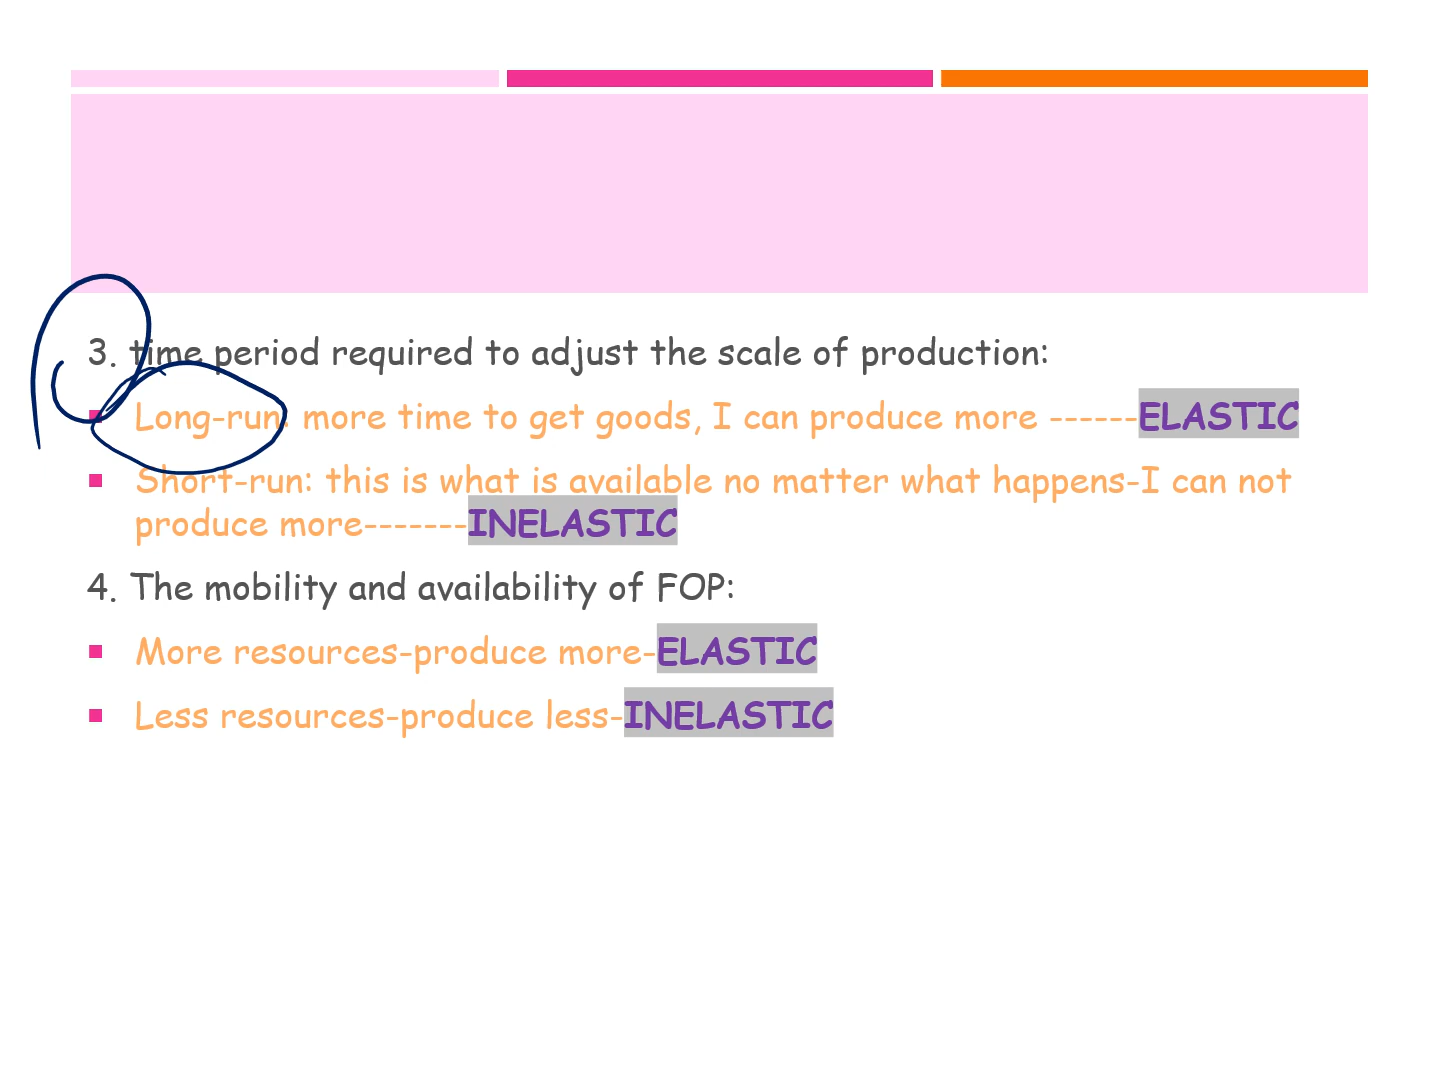 3. time period required to adjust the scale of production:
Long-run: more time to get goods, I can produce more ------ELASTIC
Short-run: this is what is available no matter what happens-I can not
produce more-------INELASTIC
4. The mobility and availability of FOP:
More resources-produce more-ELASTIC
Less resources-produce less-INELASTIC